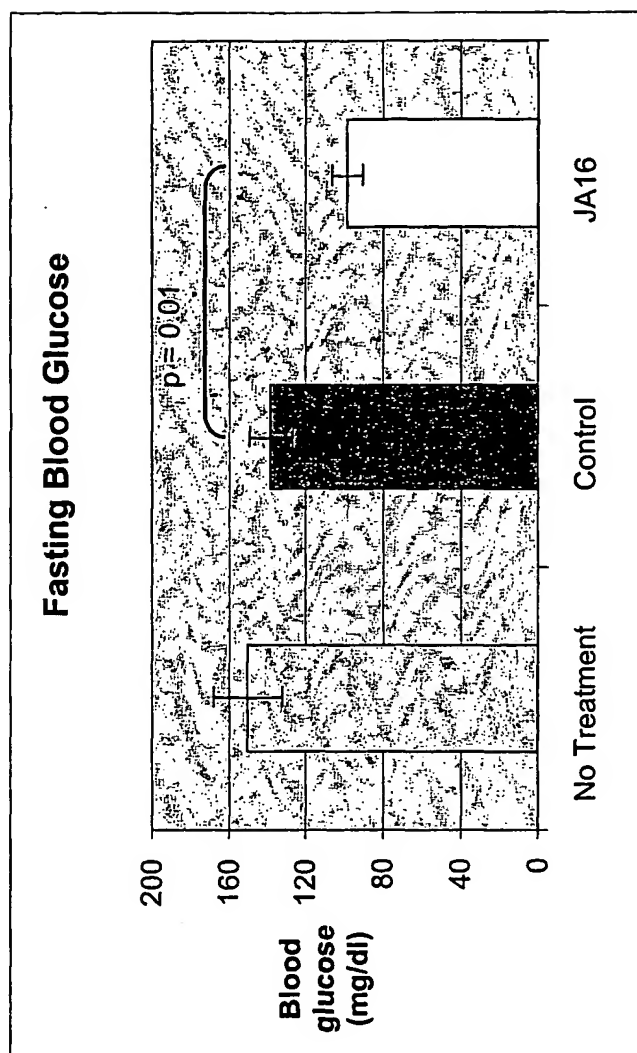 Fasting Blood Glucose
p = 0.01
Blood
glucose
(mg/dl)
200
160
120
80
40
0
No Treatment
Control
JA16